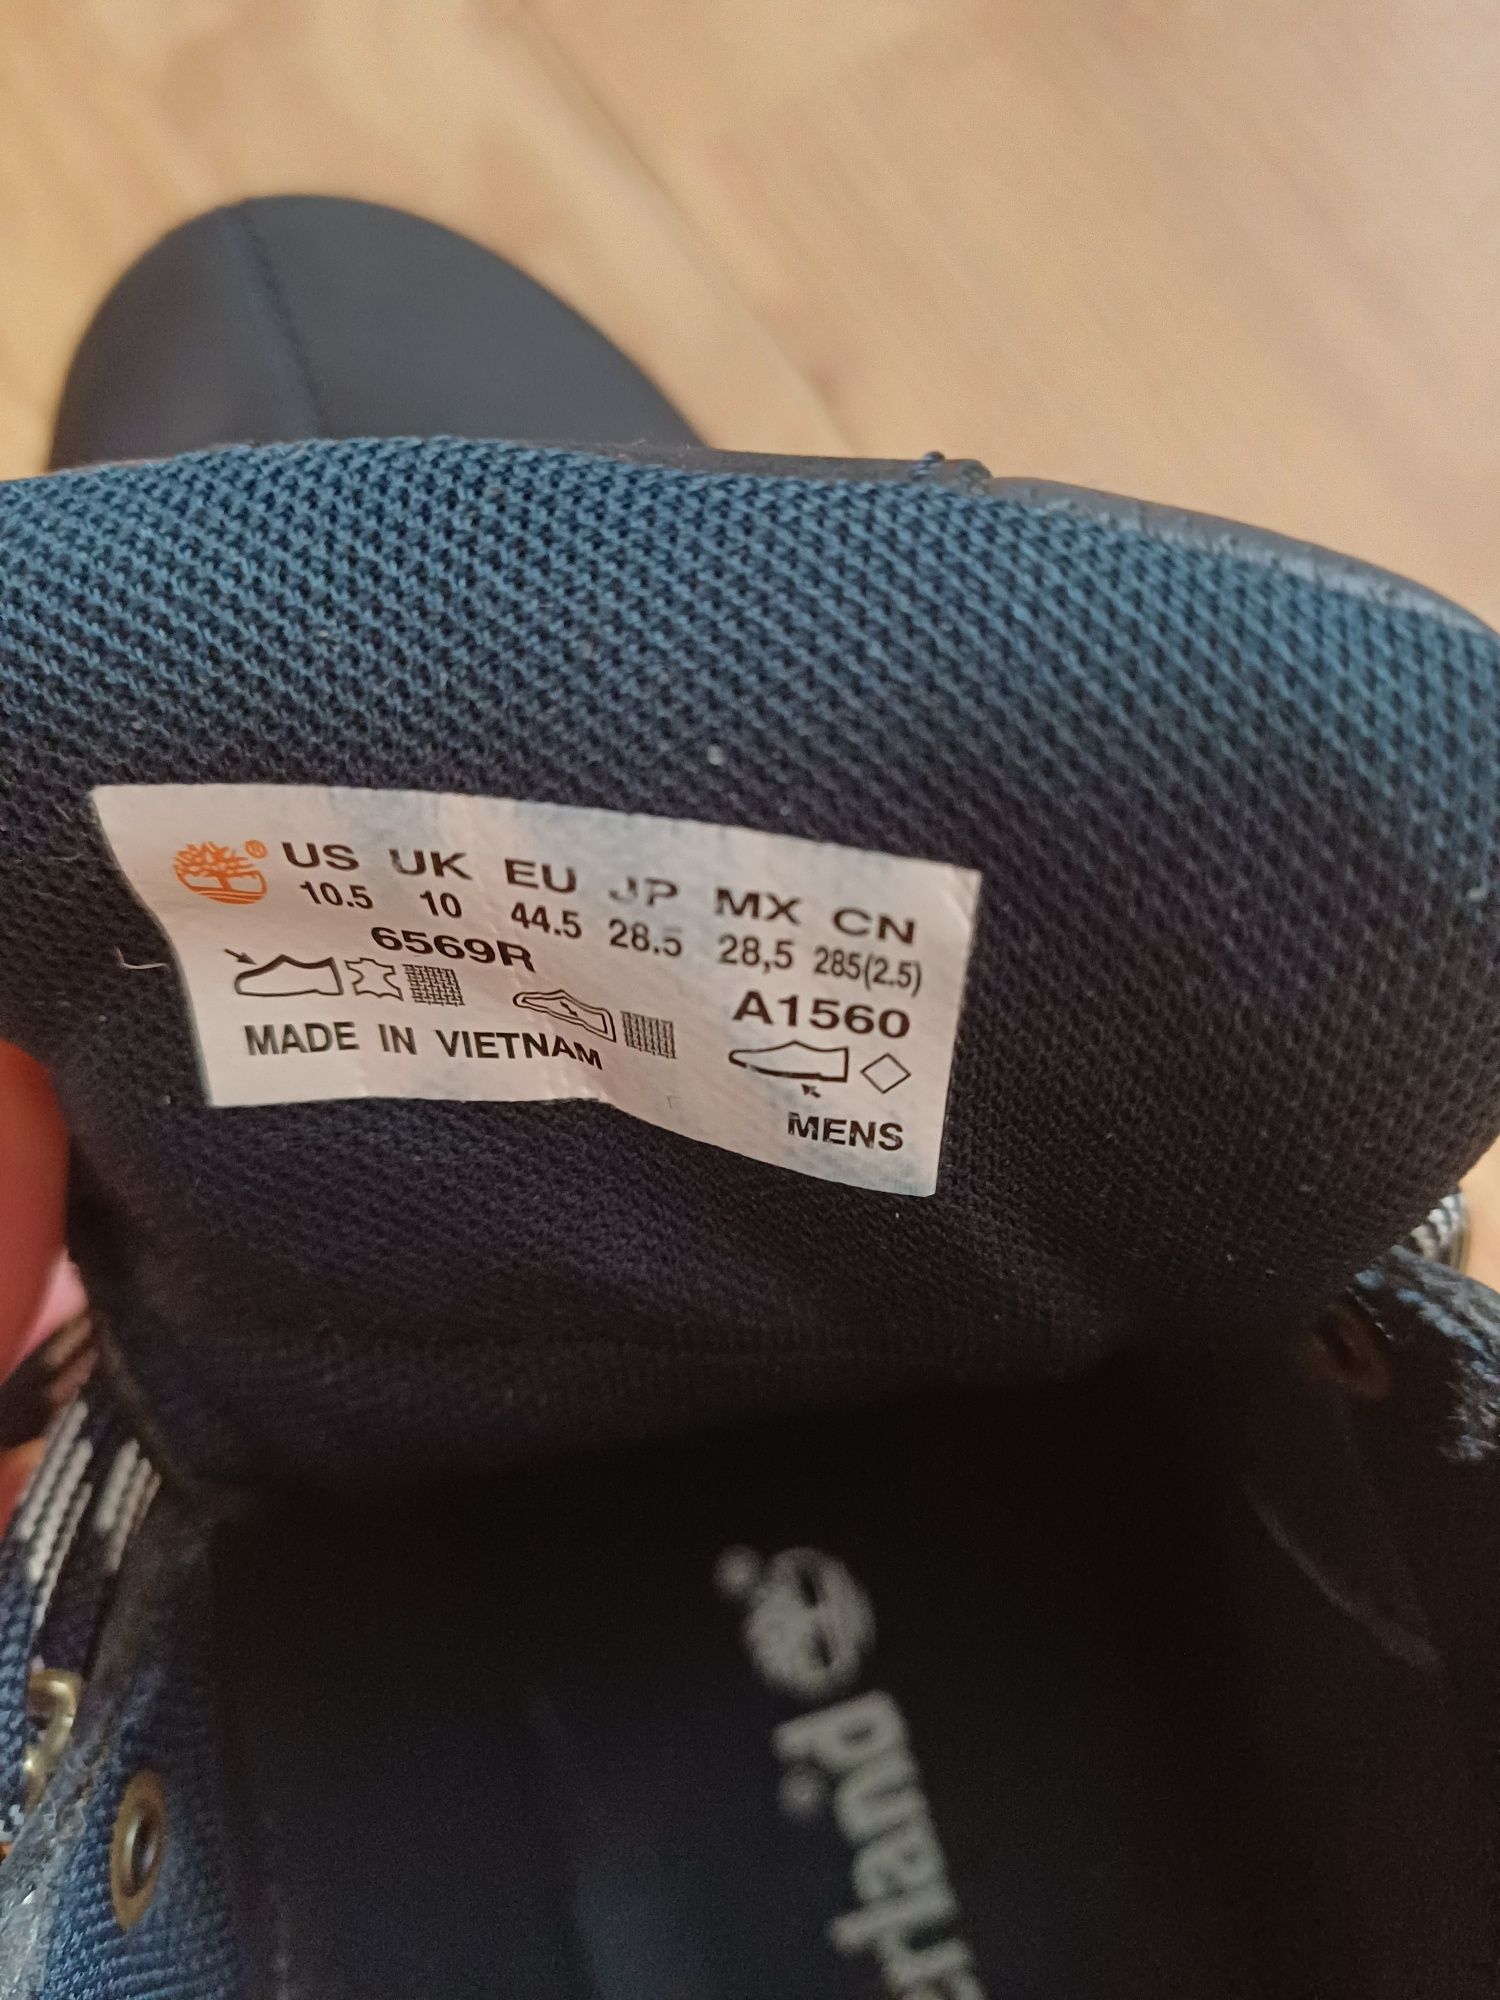 US UK EU JP MX CN
10.5 10 44.5 28.5 28,5 285(2.5)
6569R
A1560
MADE IN VIETNAM
MENS